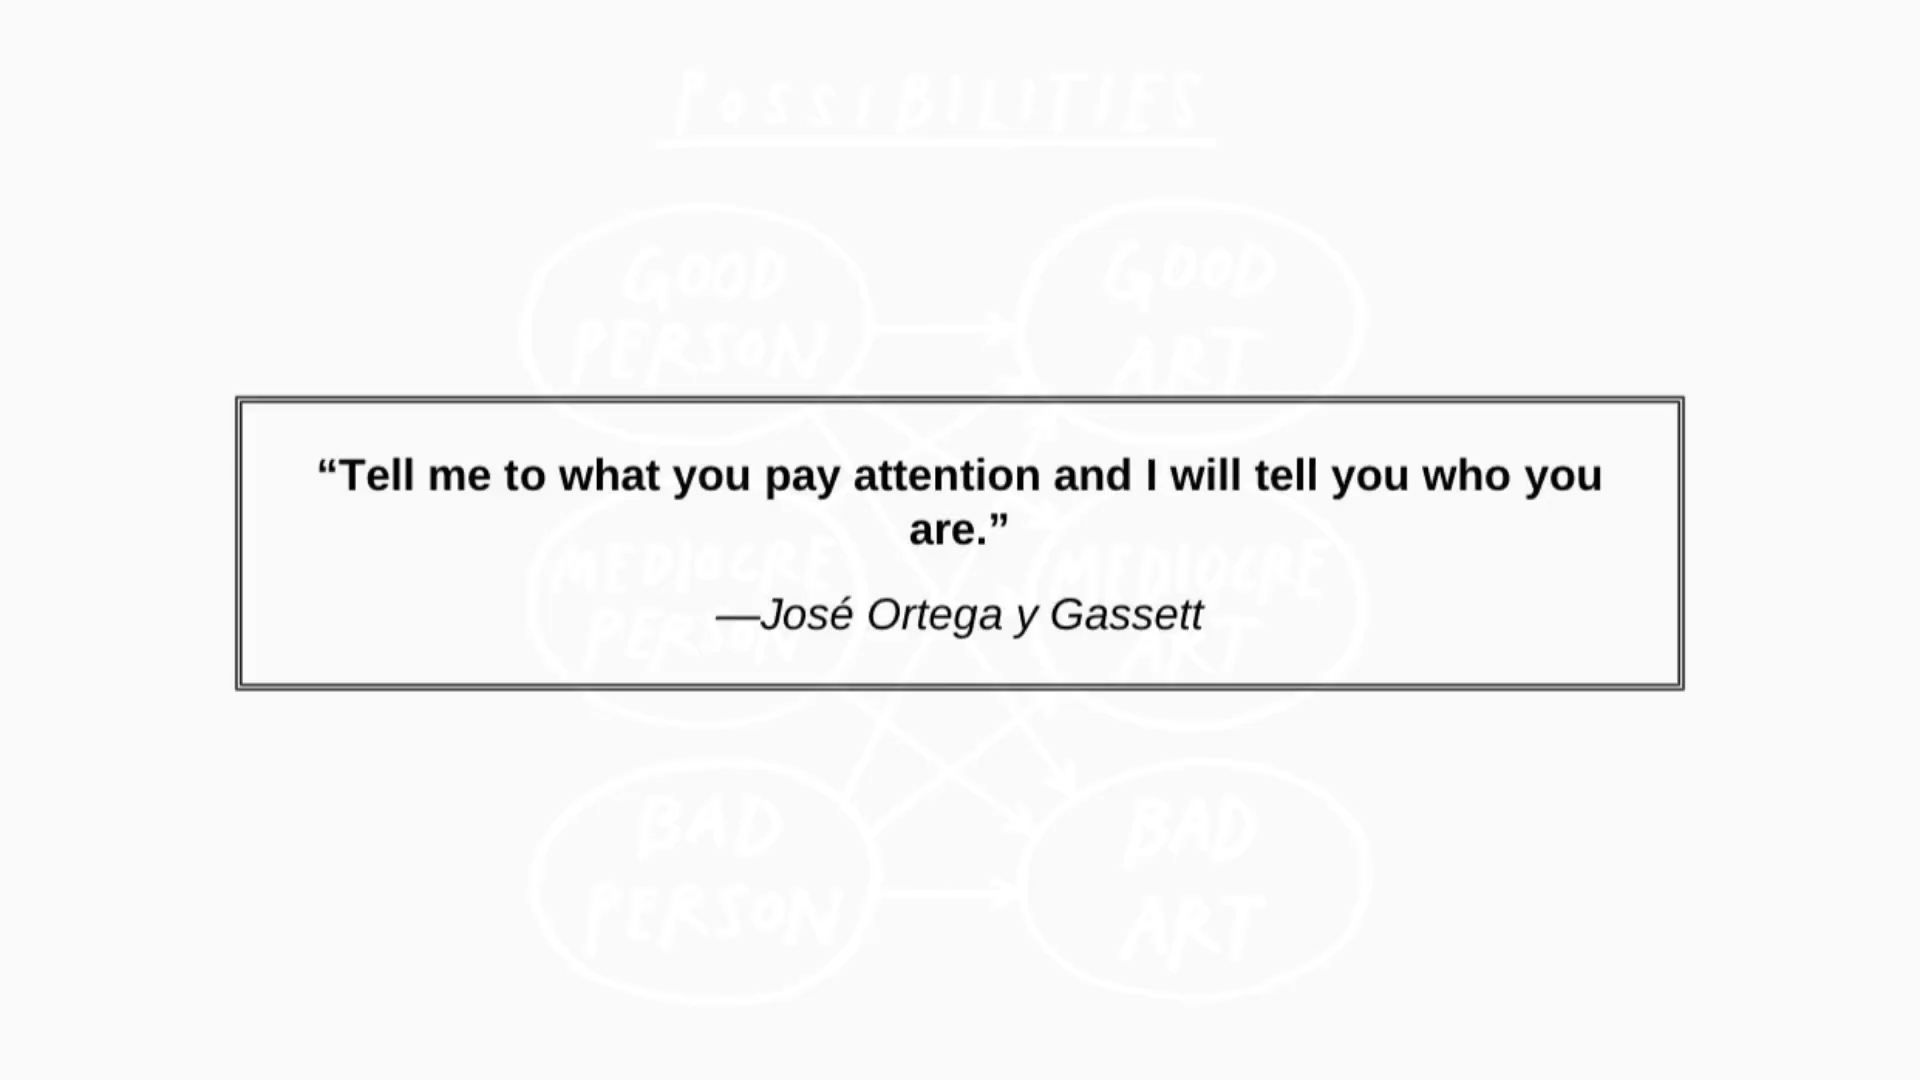 POSSIBILITIES
GOOD PERSON
GOOD ART
“Tell me to what you pay attention and I will tell you who you
are.”
—José Ortega y Gassett
MEDIOCRE PERSON
MEDIOCRE ART
BAD PERSON
BAD ART